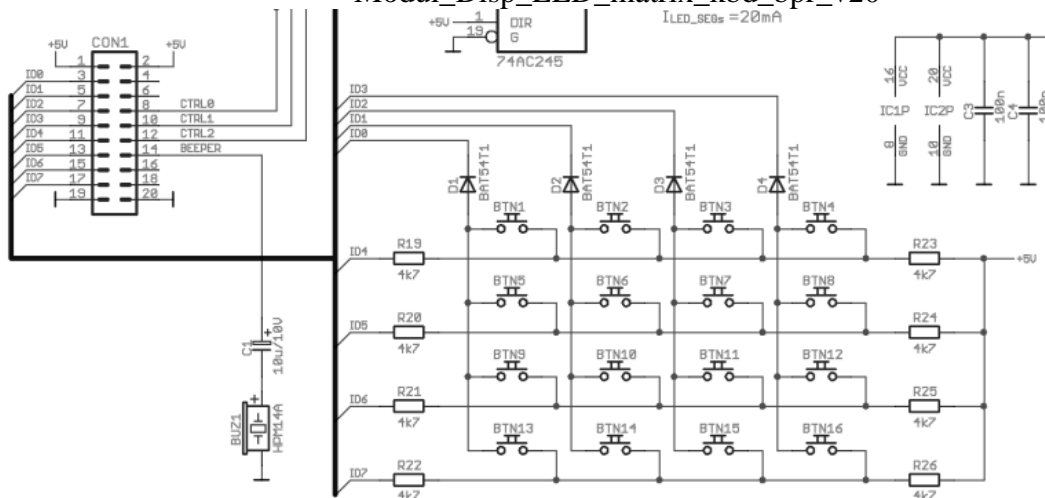 Modul_Disp_LED_matrix_kbd_bpr_v20
+5V 1 DIR
19 G
74AC245
ILED_SEGs =20mA
CON1
+5V +5V
1 2
ID0 3 4
ID1 5 6
ID2 7 8 CTRL0
ID3 9 10 CTRL1
ID4 11 12 CTRL2
ID5 13 14 BEEPER
ID6 15 16
ID7 17 18
19 20
ID3
ID2
ID1
ID0
16 VCC 20 VCC
IC1P IC2P
8 GND 10 GND
C3 100n C4 100n
D1 BAT54T1 D2 BAT54T1 D3 BAT54T1 D4 BAT54T1
BTN1 BTN2 BTN3 BTN4
ID4 R19 4k7 R23 4k7 +5V
BTN5 BTN6 BTN7 BTN8
ID5 R20 4k7 R24 4k7
C1 + 10u/10V
BTN9 BTN10 BTN11 BTN12
ID6 R21 4k7 R25 4k7
BUZ1 + HPM14A
BTN13 BTN14 BTN15 BTN16
ID7 R22 4k7 R26 4k7